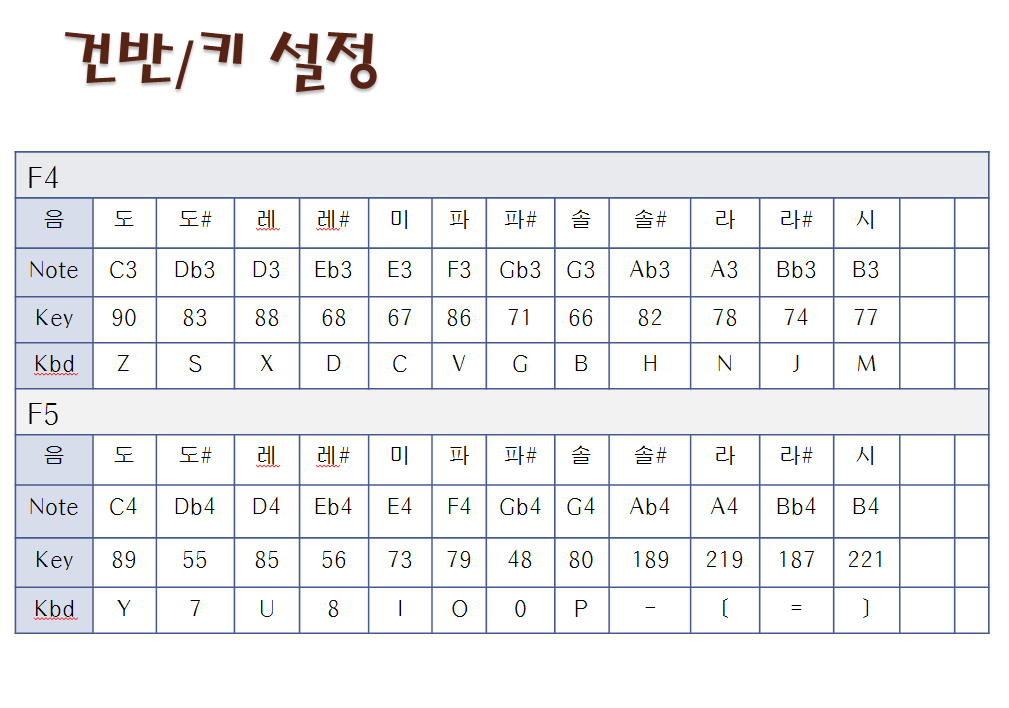 건반/키 설정
F4
음 도 도# 레 레# 미 파 파# 솔 솔# 라 라# 시
Note C3 Db3 D3 Eb3 E3 F3 Gb3 G3 Ab3 A3 Bb3 B3
Key 90 83 88 68 67 86 71 66 82 78 74 77
Kbd Z S X D C V G B H N J M
F5
음 도 도# 레 레# 미 파 파# 솔 솔# 라 라# 시
Note C4 Db4 D4 Eb4 E4 F4 Gb4 G4 Ab4 A4 Bb4 B4
Key 89 55 85 56 73 79 48 80 189 219 187 221
Kbd Y 7 U 8 I O 0 P - [ = ]